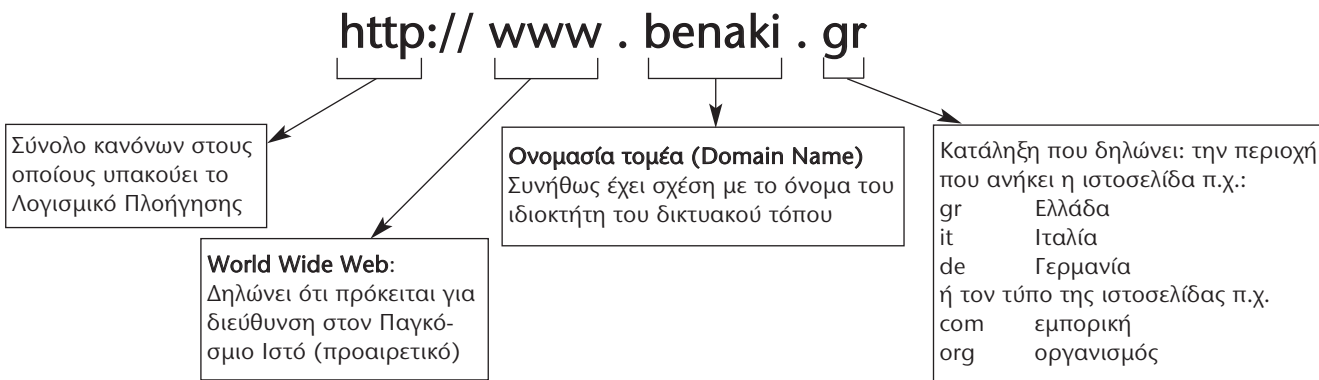 http:// www . benaki . gr
Σύνολο κανόνων στους
οποίους υπακούει το
Λογισμικό Πλοήγησης
World Wide Web:
Δηλώνει ότι πρόκειται για
διεύθυνση στον Παγκό-
σμιο Ιστό (προαιρετικό)
Ονομασία τομέα (Domain Name)
Συνήθως έχει σχέση με το όνομα του
ιδιοκτήτη του δικτυακού τόπου
Κατάληξη που δηλώνει: την περιοχή
που ανήκει η ιστοσελίδα π.χ.:
gr Ελλάδα
it Ιταλία
de Γερμανία
ή τον τύπο της ιστοσελίδας π.χ.
com εμπορική
org οργανισμός